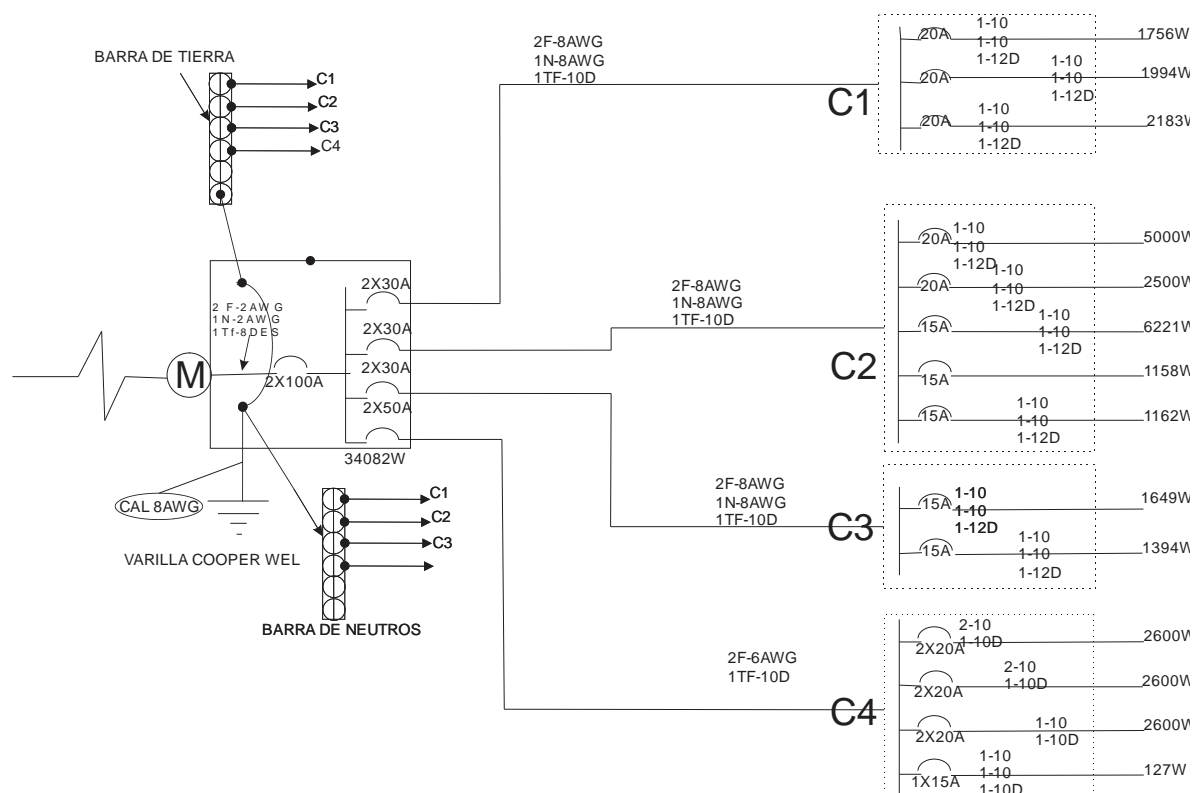 BARRA DE TIERRA
C1
C2
C3
C4
2 F-2AWG
1N-2AWG
1Tf-8DES
M
2X100A
2X30A
2X30A
2X30A
2X50A
34082W
CAL 8AWG
VARILLA COOPER WEL
C1
C2
C3
BARRA DE NEUTROS
2F-8AWG
1N-8AWG
1TF-10D
C1
20A
1-10
1-10
1-12D
1756W
20A
1-10
1-10
1-12D
1994W
20A
1-10
1-10
1-12D
2183W
2F-8AWG
1N-8AWG
1TF-10D
C2
20A
1-10
1-10
1-12D
5000W
20A
1-10
1-10
1-12D
2500W
15A
1-10
1-10
1-12D
6221W
15A
1158W
15A
1-10
1-10
1-12D
1162W
2F-8AWG
1N-8AWG
1TF-10D
C3
15A
1-10
1-10
1-12D
1649W
15A
1-10
1-10
1-12D
1394W
2F-6AWG
1TF-10D
C4
2X20A
2-10
1-10D
2600W
2X20A
2-10
1-10D
2600W
2X20A
1-10
1-10D
2600W
1X15A
1-10
1-10
1-10D
127W